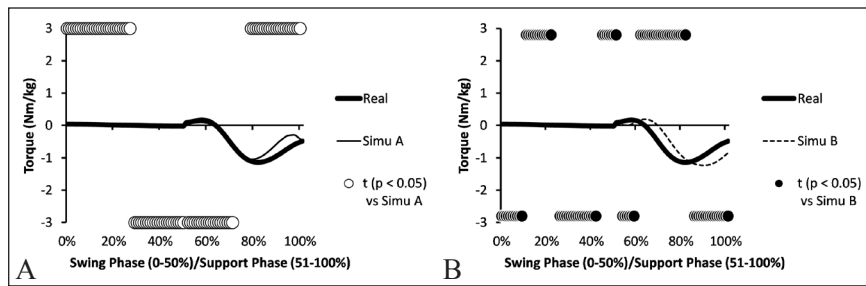 3
2
1
0
-1
-2
-3
Torque (Nm/kg)
0%
20%
40%
60%
80%
100%
Swing Phase (0-50%)/Support Phase (51-100%)
Real
Simu A
t (p < 0.05)
vs Simu A
A
3
2
1
0
-1
-2
-3
Torque (Nm/kg)
0%
20%
40%
60%
80%
100%
Swing Phase (0-50%)/Support Phase (51-100%)
Real
Simu B
t (p < 0.05)
vs Simu B
B